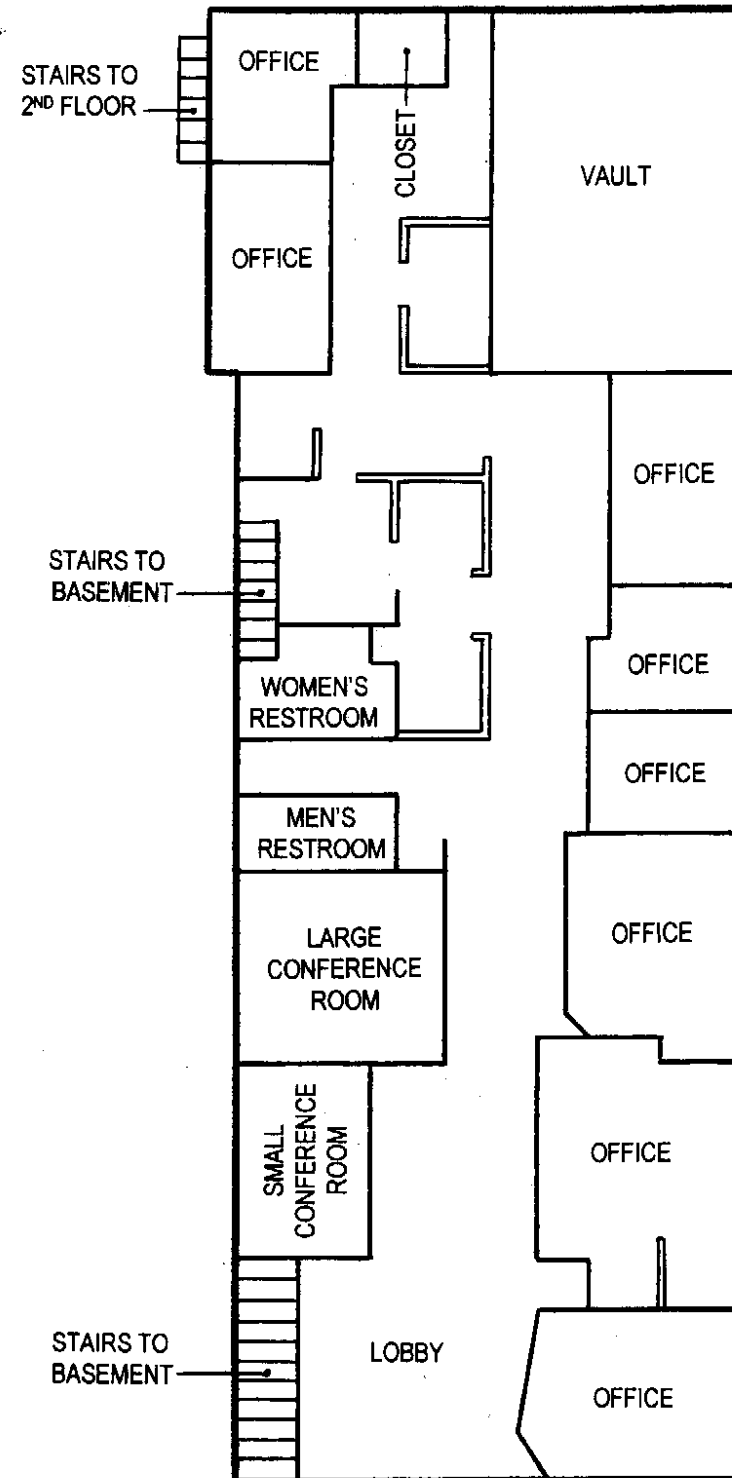 OFFICE
STAIRS TO
2ND FLOOR
CLOSET
VAULT
OFFICE
OFFICE
STAIRS TO
BASEMENT
OFFICE
WOMEN'S
RESTROOM
OFFICE
MEN'S
RESTROOM
LARGE
CONFERENCE
ROOM
OFFICE
SMALL
CONFERENCE
ROOM
OFFICE
STAIRS TO
BASEMENT
LOBBY
OFFICE